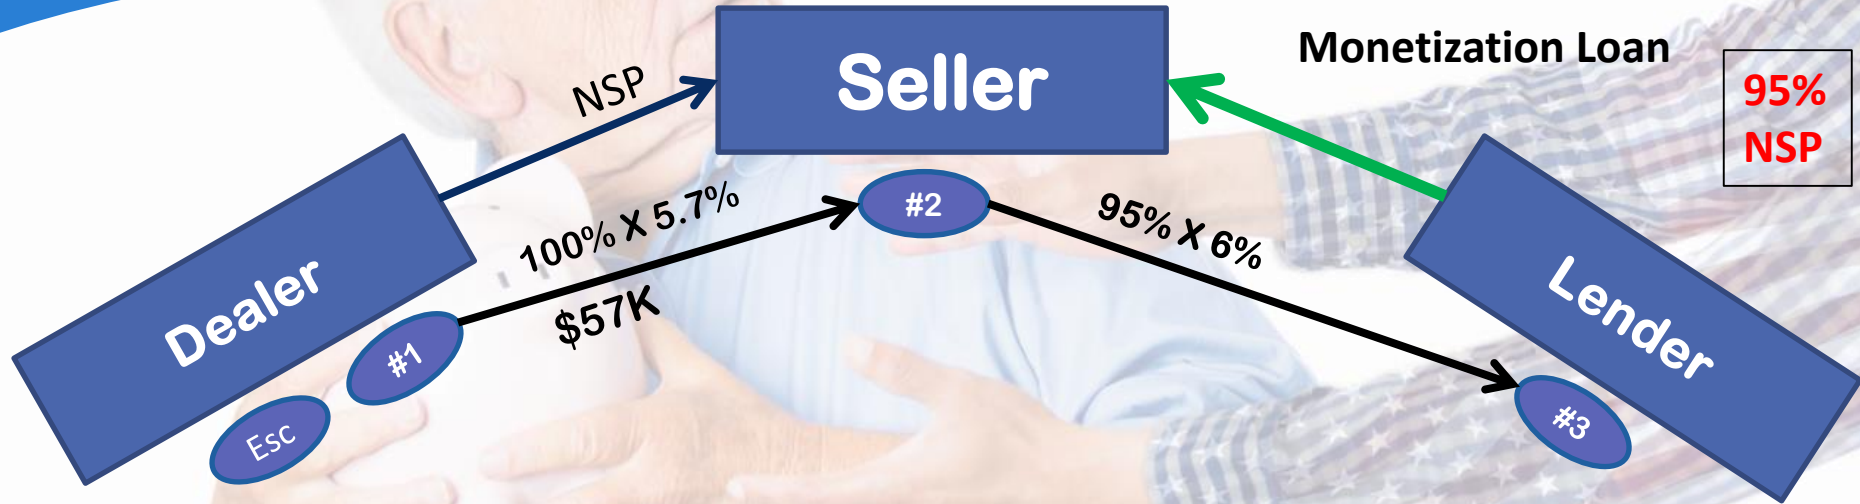 Seller
Monetization Loan
95%
NSP
NSP
Dealer
100% X 5.7%
$57K
#1
Esc
#2
95% X 6%
Lender
#3